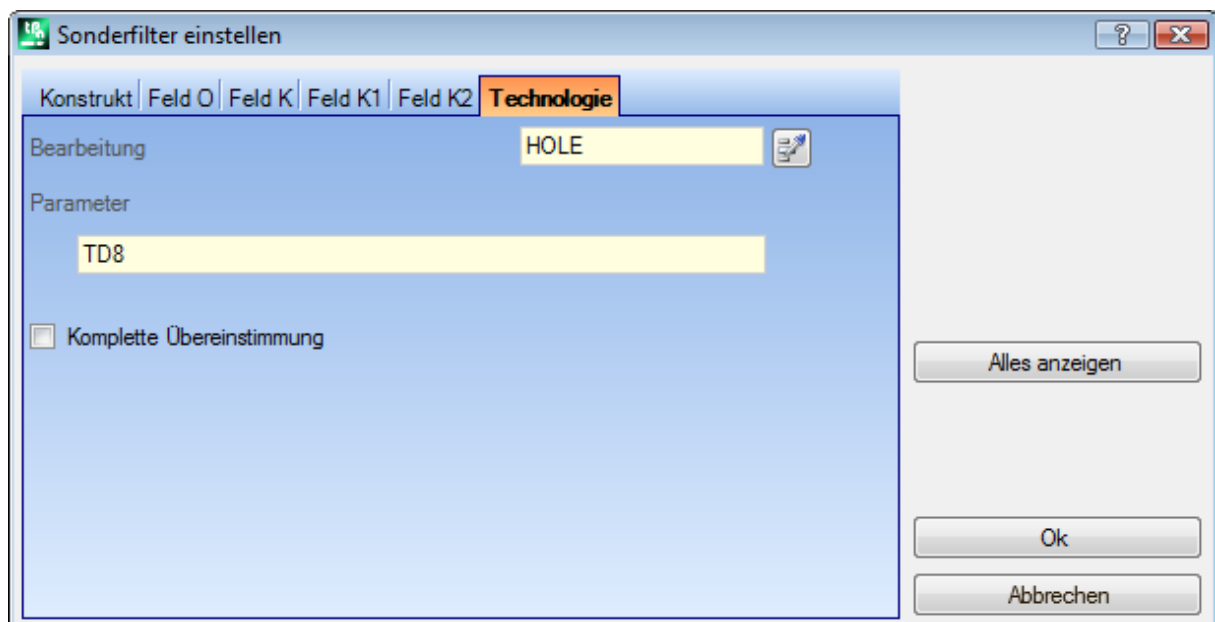 Sonderfilter einstellen
Konstrukt Feld O Feld K Feld K1 Feld K2 Technologie
Bearbeitung HOLE
Parameter
TD8
Komplette Übereinstimmung
Alles anzeigen
Ok
Abbrechen